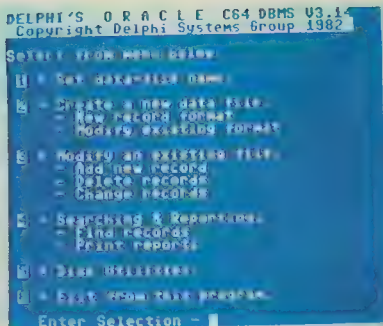 DELPHI'S O R A C L E C64 DBMS V3.14
Copyright Delphi Systems Group 1982
Select from menu below
1 - Set data-disk name.
2 - Create a new data file.
- New record format
- Modify existing format
3 - Modify an existing file.
- Add new record
- Delete records
- Change records
4 - Searching & Reporting.
- Find records
- Print reports
5 - Disk Utilities.
- Exit from this program.
Enter Selection -